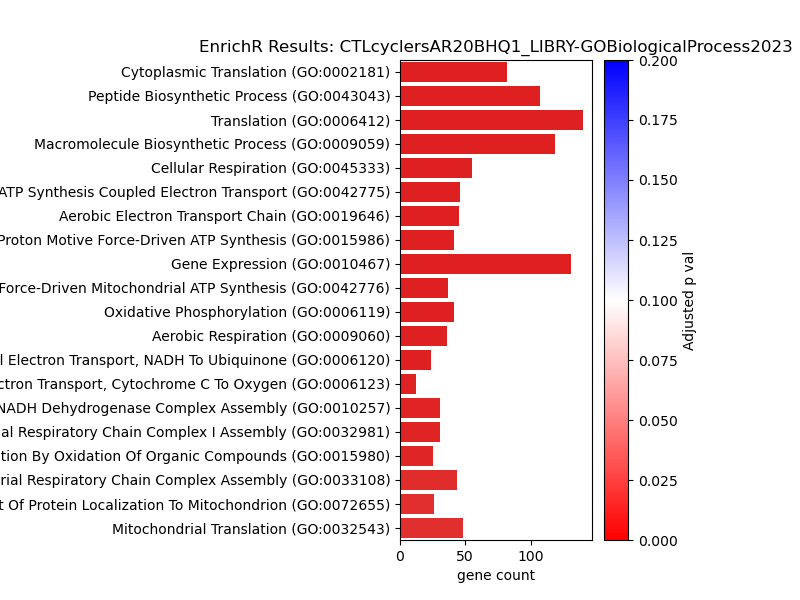 EnrichR Results: CTLcyclersAR20BHQ1_LIBRY-GOBiologicalProcess2023
Cytoplasmic Translation (GO:0002181)
Peptide Biosynthetic Process (GO:0043043)
Translation (GO:0006412)
Macromolecule Biosynthetic Process (GO:0009059)
Cellular Respiration (GO:0045333)
ATP Synthesis Coupled Electron Transport (GO:0042775)
Aerobic Electron Transport Chain (GO:0019646)
Proton Motive Force-Driven ATP Synthesis (GO:0015986)
Gene Expression (GO:0010467)
Force-Driven Mitochondrial ATP Synthesis (GO:0042776)
Oxidative Phosphorylation (GO:0006119)
Aerobic Respiration (GO:0009060)
l Electron Transport, NADH To Ubiquinone (GO:0006120)
ctron Transport, Cytochrome C To Oxygen (GO:0006123)
NADH Dehydrogenase Complex Assembly (GO:0010257)
al Respiratory Chain Complex I Assembly (GO:0032981)
tion By Oxidation Of Organic Compounds (GO:0015980)
rial Respiratory Chain Complex Assembly (GO:0033108)
t Of Protein Localization To Mitochondrion (GO:0072655)
Mitochondrial Translation (GO:0032543)
0 50 100
gene count
0.200
0.175
0.150
0.125
0.100
0.075
0.050
0.025
0.000
Adjusted p val